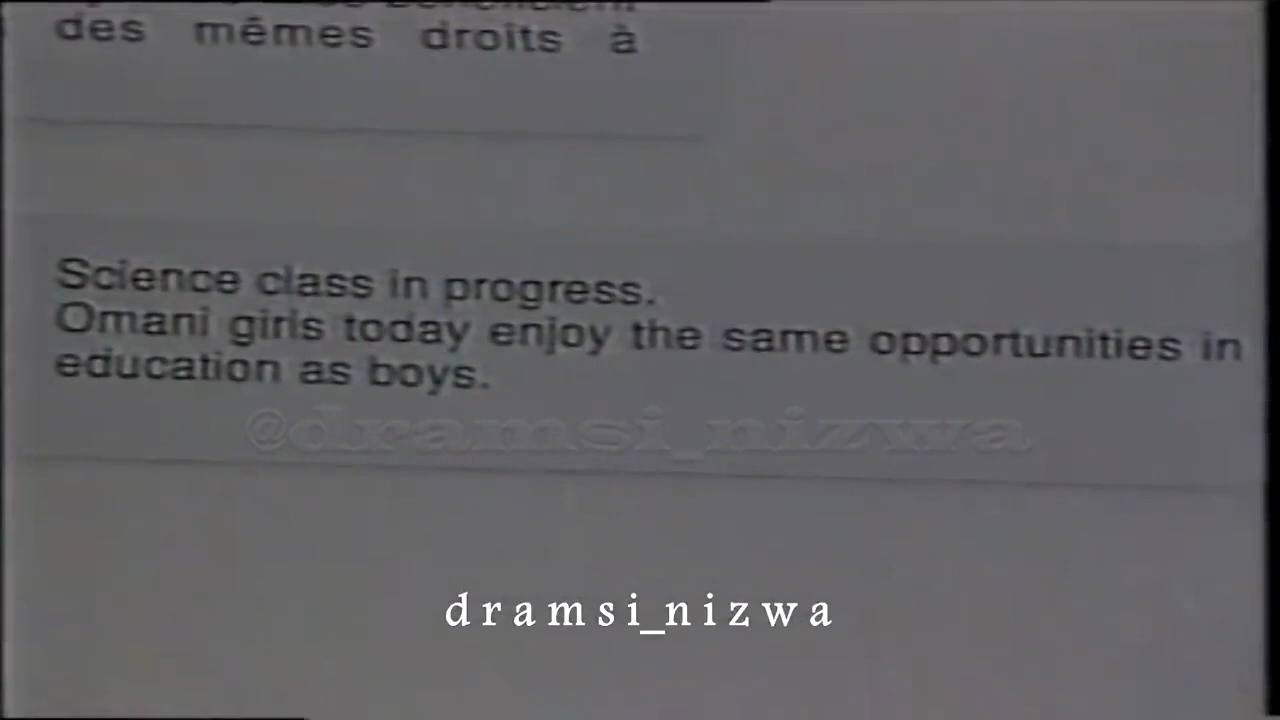 des mêmes droits à
Science class in progress.
Omani girls today enjoy the same opportunities in
education as boys.
@dramsi_nizwa
dramsi_nizwa